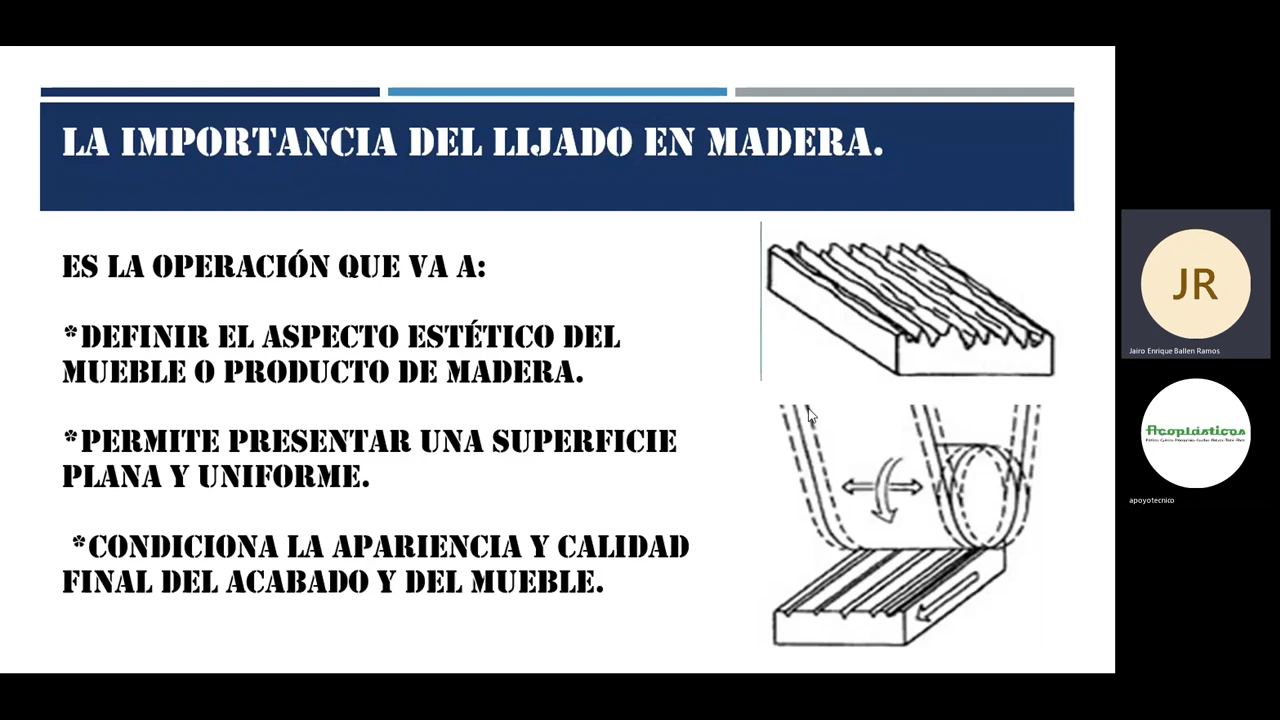 LA IMPORTANCIA DEL LIJADO EN MADERA.
ES LA OPERACIÓN QUE VA A:
*DEFINIR EL ASPECTO ESTÉTICO DEL
MUEBLE O PRODUCTO DE MADERA.
*PERMITE PRESENTAR UNA SUPERFICIE
PLANA Y UNIFORME.
*CONDICIONA LA APARIENCIA Y CALIDAD
FINAL DEL ACABADO Y DEL MUEBLE.
JR
Jairo Enrique Ballen Ramos
Acoplásticos
apoyotecnico